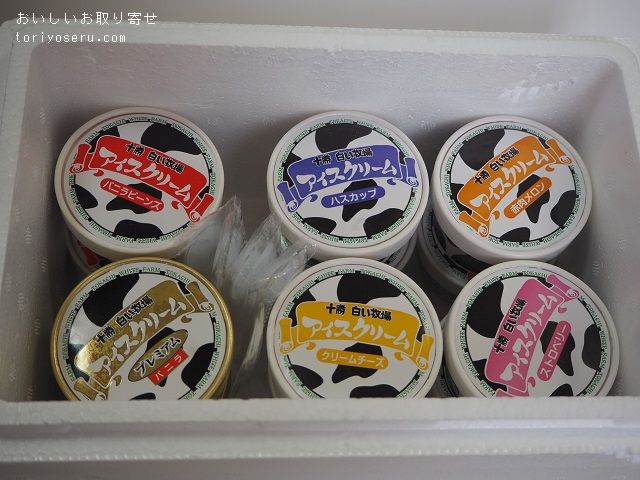 おいしいお取り寄せ
toriyoseru.com
十勝 白い牧場
アイスクリーム
バニラビーンズ
十勝 白い牧場
アイスクリーム
ハスカップ
十勝 白い牧場
アイスクリーム
赤肉メロン
十勝 白い牧場
アイスクリーム
プレミアム
バニラ
十勝 白い牧場
アイスクリーム
クリームチーズ
十勝 白い牧場
アイスクリーム
ストロベリー